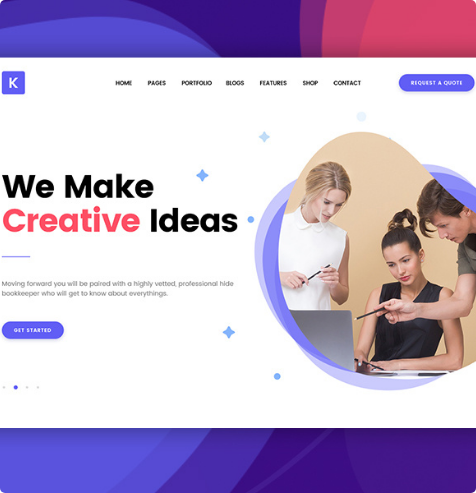 K
HOME PAGES PORTFOLIO BLOGS FEATURES SHOP CONTACT REQUEST A QUOTE
We Make
Creative Ideas
Moving forward you will be paired with a highly vetted, professional hide
bookkeeper who will get to know about everythings.
GET STARTED